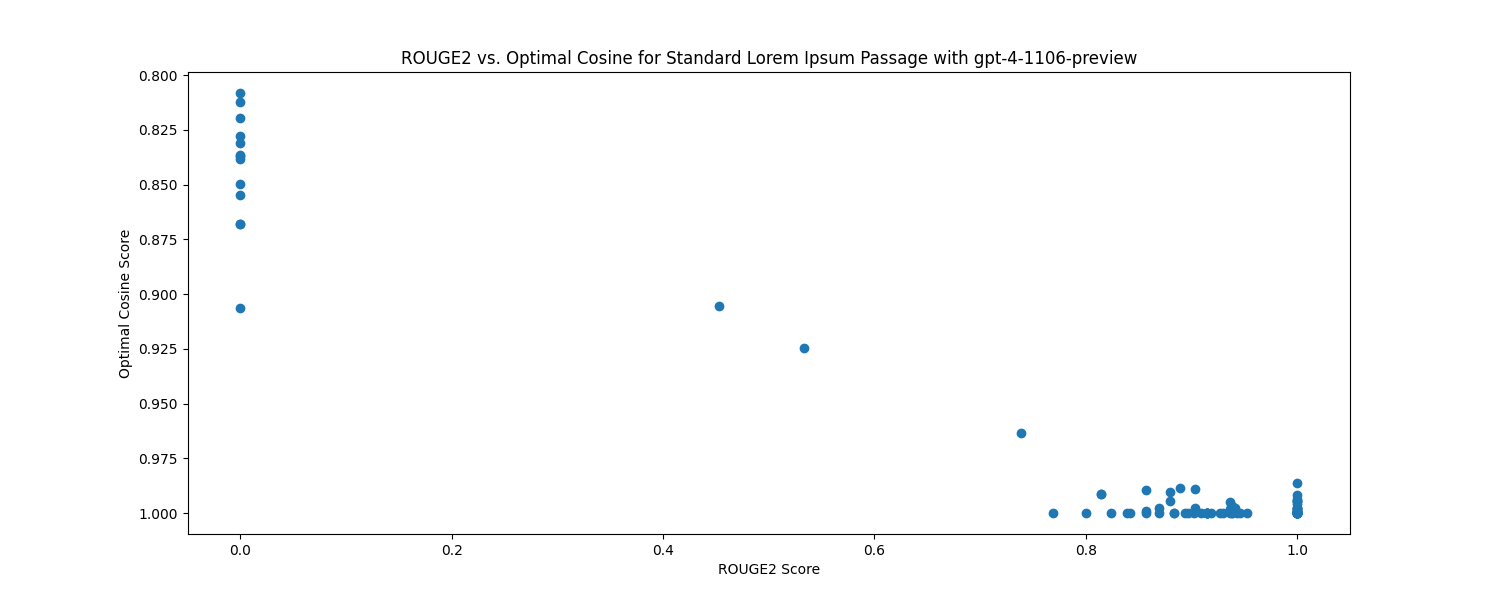 ROUGE2 vs. Optimal Cosine for Standard Lorem Ipsum Passage with gpt-4-1106-preview
Optimal Cosine Score
0.800
0.825
0.850
0.875
0.900
0.925
0.950
0.975
1.000
0.0 0.2 0.4 0.6 0.8 1.0
ROUGE2 Score